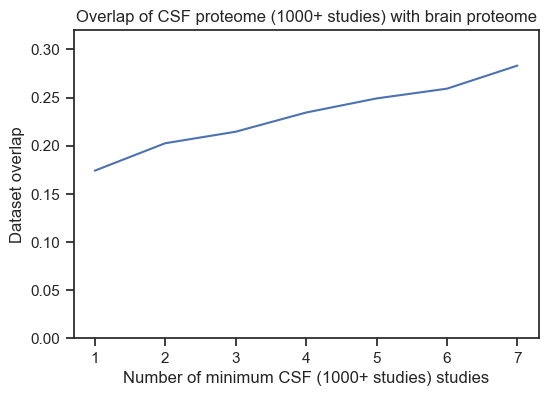 Overlap of CSF proteome (1000+ studies) with brain proteome
0.30
0.25
0.20
0.15
0.10
0.05
0.00
Dataset overlap
1 2 3 4 5 6 7
Number of minimum CSF (1000+ studies) studies